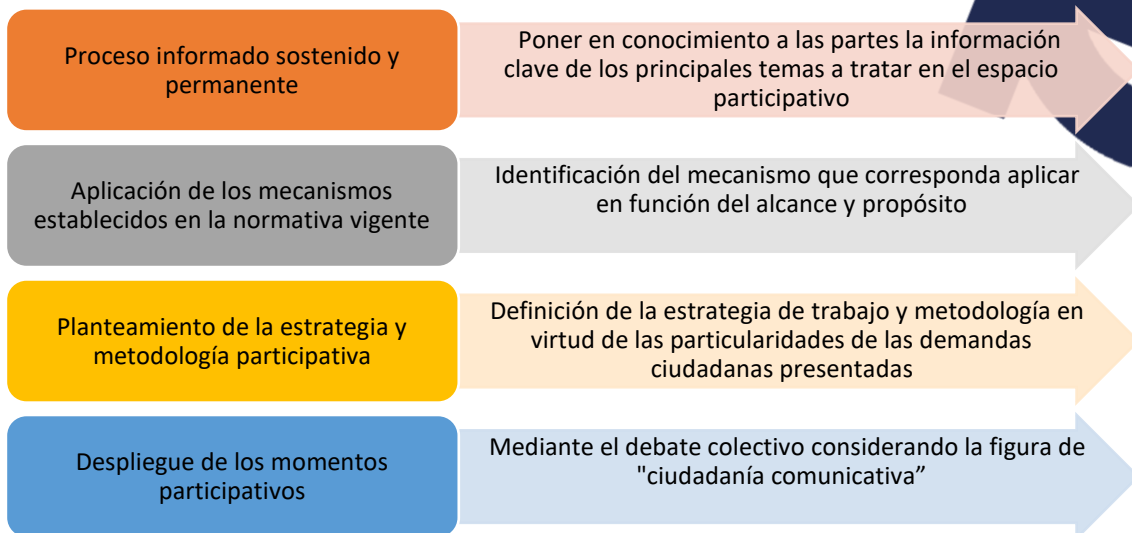 Proceso informado sostenido y
permanente
Poner en conocimiento a las partes la información
clave de los principales temas a tratar en el espacio
participativo
Aplicación de los mecanismos
establecidos en la normativa vigente
Identificación del mecanismo que corresponda aplicar
en función del alcance y propósito
Planteamiento de la estrategia y
metodología participativa
Definición de la estrategia de trabajo y metodología en
virtud de las particularidades de las demandas
ciudadanas presentadas
Despliegue de los momentos
participativos
Mediante el debate colectivo considerando la figura de
"ciudadanía comunicativa”